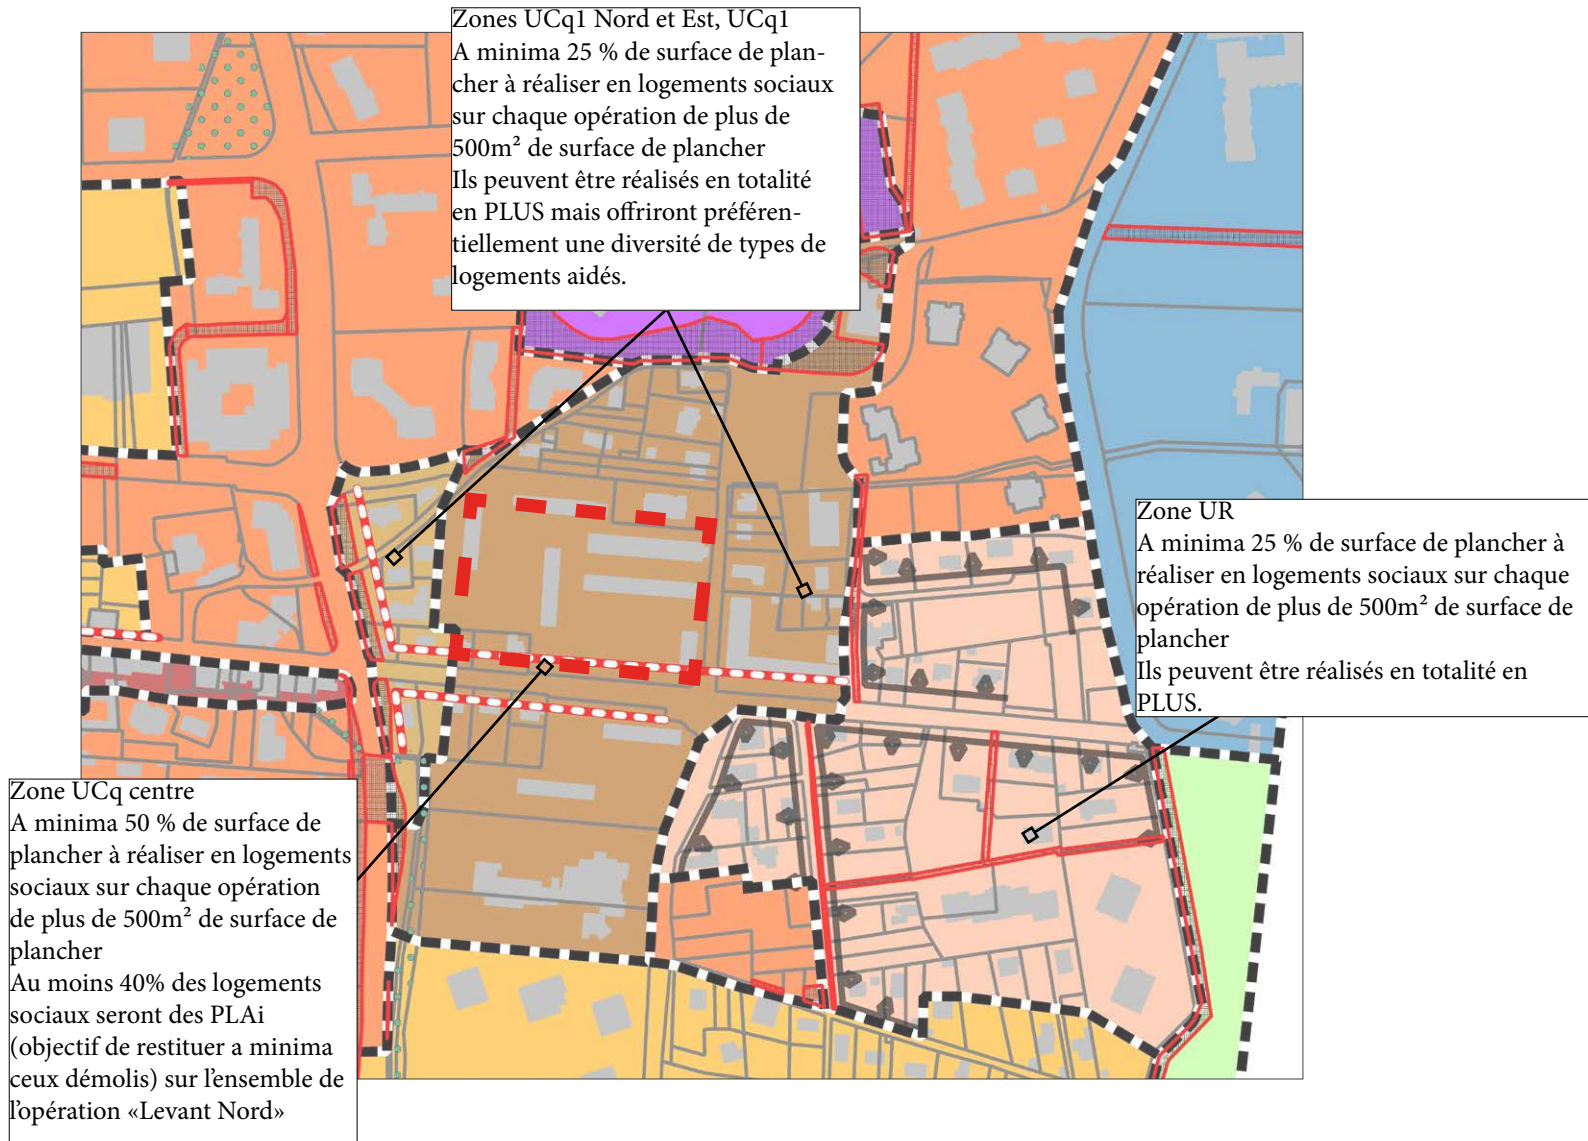 Zones UCq1 Nord et Est, UCq1
A minima 25 % de surface de plan-
cher à réaliser en logements sociaux
sur chaque opération de plus de
500m² de surface de plancher
Ils peuvent être réalisés en totalité
en PLUS mais offriront préféren-
tiellement une diversité de types de
logements aidés.
Zone UR
A minima 25 % de surface de plancher à
réaliser en logements sociaux sur chaque
opération de plus de 500m² de surface de
plancher
Ils peuvent être réalisés en totalité en
PLUS.
Zone UCq centre
A minima 50 % de surface de
plancher à réaliser en logements
sociaux sur chaque opération
de plus de 500m² de surface de
plancher
Au moins 40% des logements
sociaux seront des PLAi
(objectif de restituer a minima
ceux démolis) sur l’ensemble de
l’opération «Levant Nord»